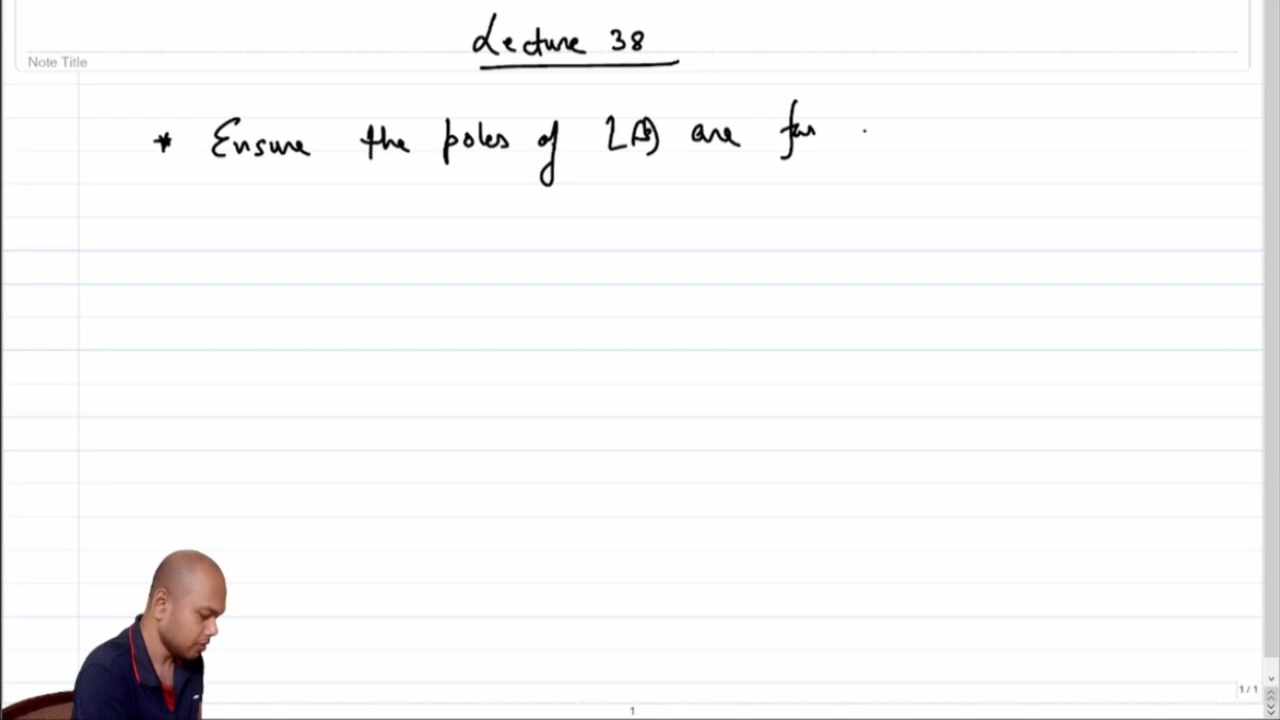 Lecture 38
Note Title
* Ensure the poles of L(s) are far
1 / 1
1